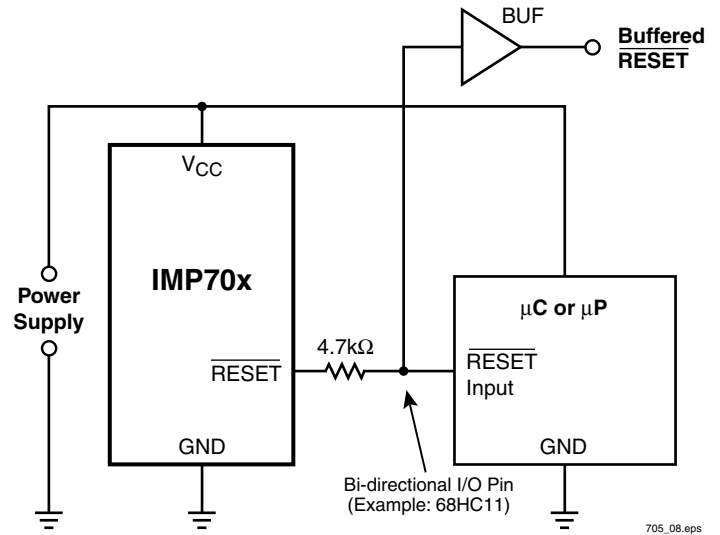 BUF
Buffered
RESET
VCC
IMP70x
Power
Supply
μC or μP
4.7kΩ
RESET
RESET
Input
GND
GND
Bi-directional I/O Pin
(Example: 68HC11)
705_08.eps